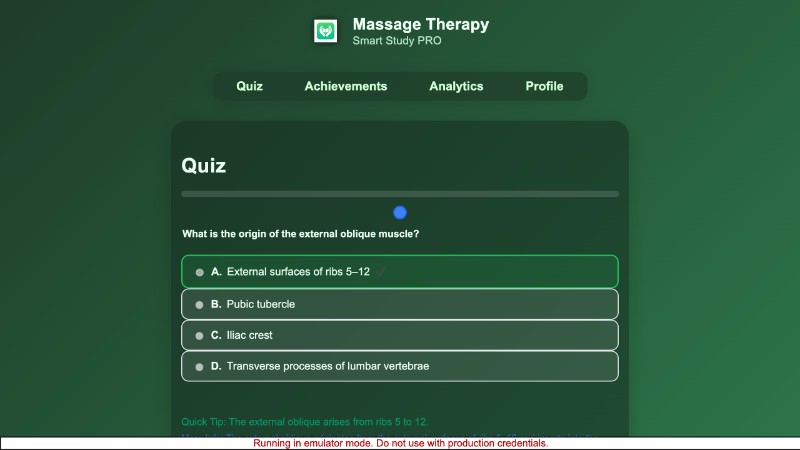 Massage Therapy
Smart Study PRO
Quiz Achievements Analytics Profile
Quiz
What is the origin of the external oblique muscle?
A. External surfaces of ribs 5–12 ✓
B. Pubic tubercle
C. Iliac crest
D. Transverse processes of lumbar vertebrae
Quick Tip: The external oblique arises from ribs 5 to 12.
Running in emulator mode. Do not use with production credentials.